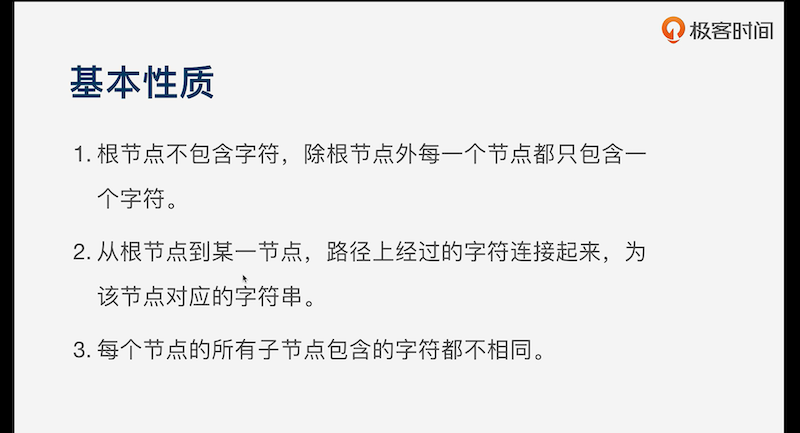 极客时间
基本性质
1. 根节点不包含字符，除根节点外每一个节点都只包含一
个字符。
2. 从根节点到某一节点，路径上经过的字符连接起来，为
该节点对应的字符串。
3. 每个节点的所有子节点包含的字符都不相同。